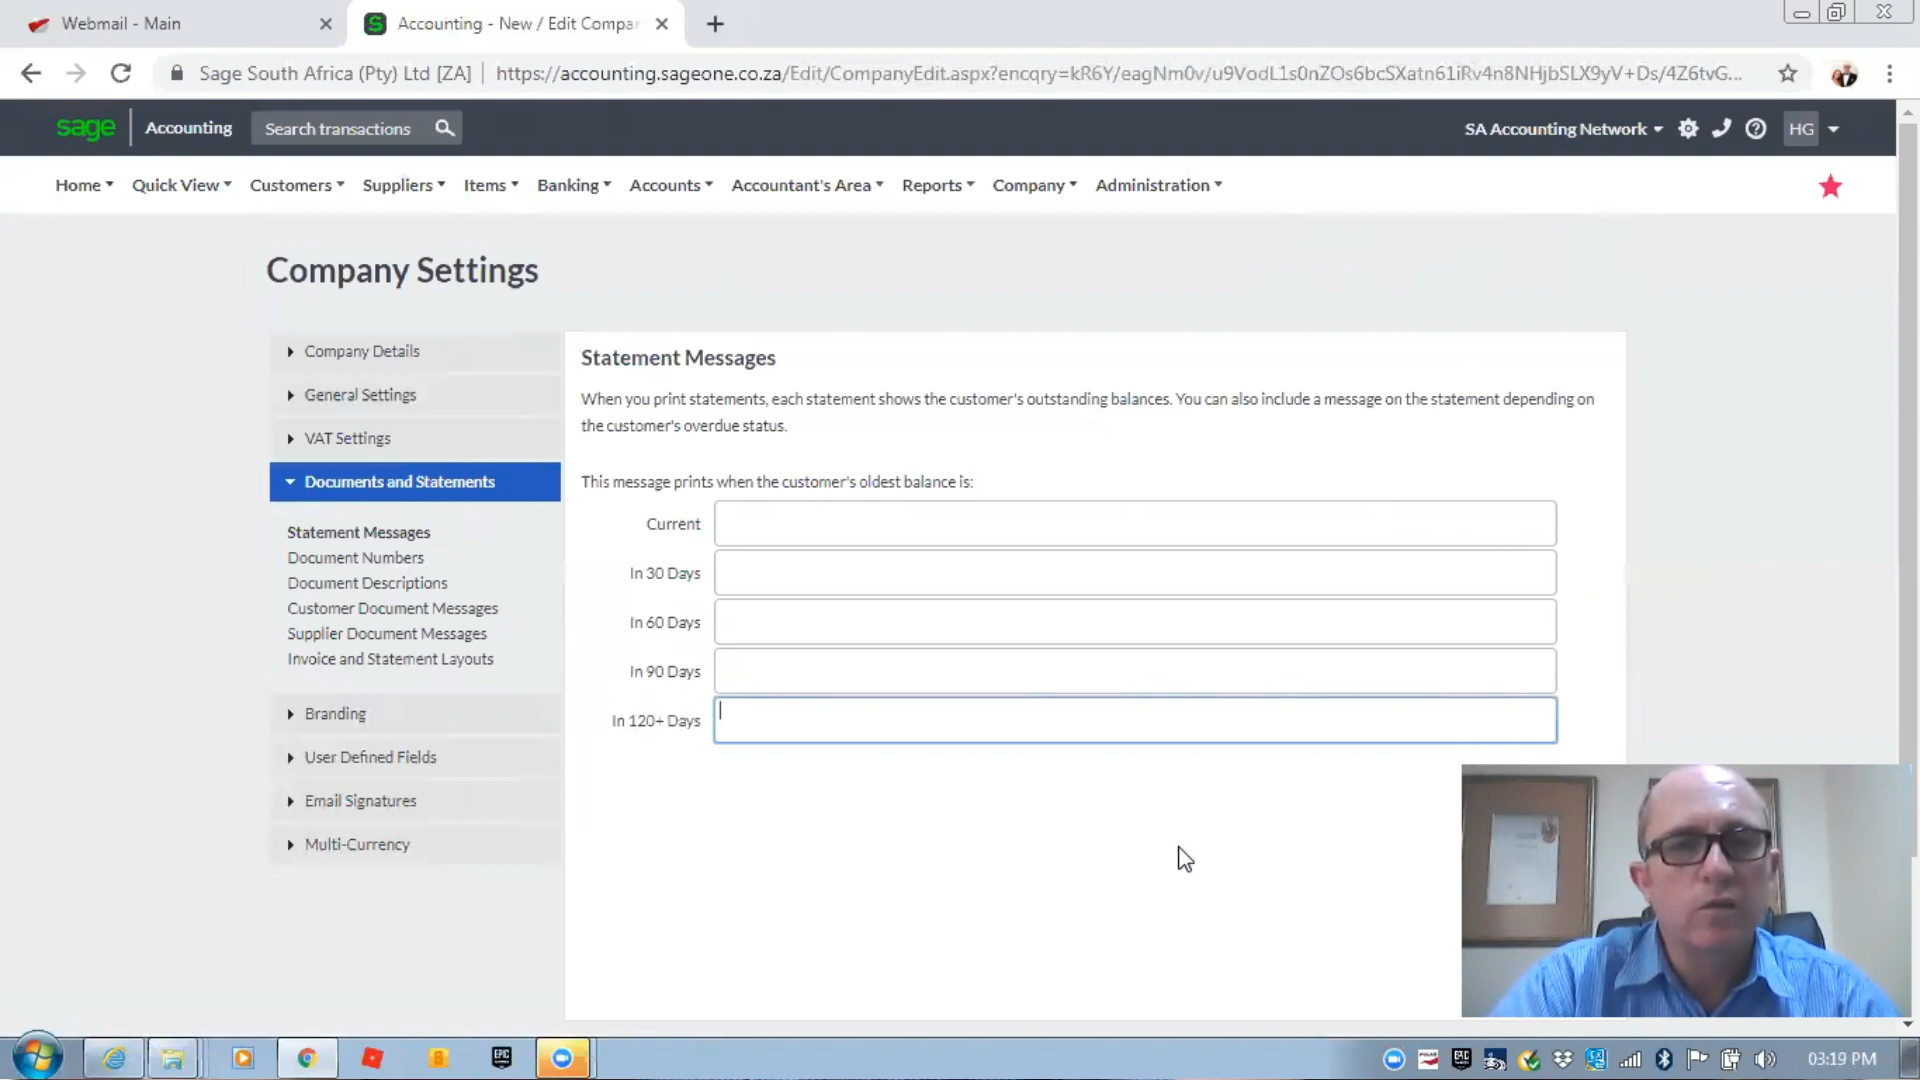 Webmail - Main
Accounting - New / Edit Compar
Sage South Africa (Pty) Ltd [ZA] | https://accounting.sageone.co.za/Edit/CompanyEdit.aspx?encqry=kR6Y/eagNm0v/u9VodL1s0nZOs6bcSXatn61iRv4n8NHjbSLX9yV+Ds/4Z6tvG...
sage Accounting Search transactions SA Accounting Network HG
Home Quick View Customers Suppliers Items Banking Accounts Accountant's Area Reports Company Administration
Company Settings
Company Details
General Settings
VAT Settings
Documents and Statements
Statement Messages
Document Numbers
Document Descriptions
Customer Document Messages
Supplier Document Messages
Invoice and Statement Layouts
Branding
User Defined Fields
Email Signatures
Multi-Currency
Statement Messages
When you print statements, each statement shows the customer's outstanding balances. You can also include a message on the statement depending on
the customer's overdue status.
This message prints when the customer's oldest balance is:
Current
In 30 Days
In 60 Days
In 90 Days
In 120+ Days
EPIC
03:19 PM